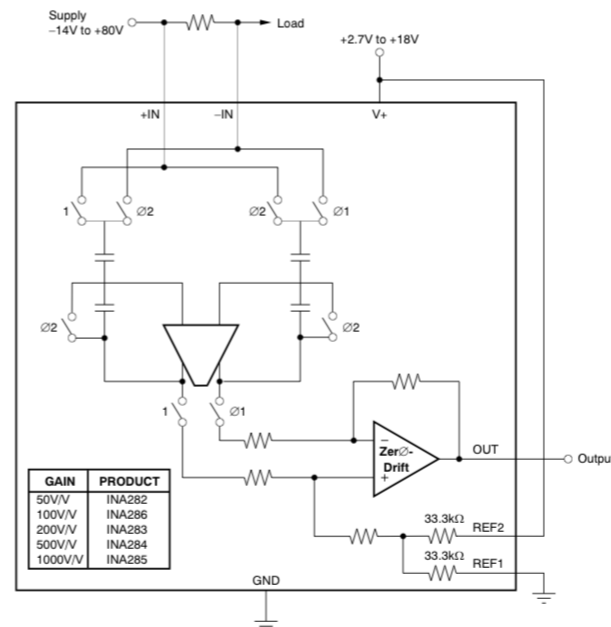 Supply
−14V to +80V
Load
+2.7V to +18V
+IN
−IN
V+
1
Ø2
Ø2
Ø1
Ø2
Ø2
1
Ø1
−
ZerØ-
Drift
+
OUT
Outpu
33.3kΩ
REF2
33.3kΩ
REF1
GAIN PRODUCT
50V/V INA282
100V/V INA286
200V/V INA283
500V/V INA284
1000V/V INA285
GND